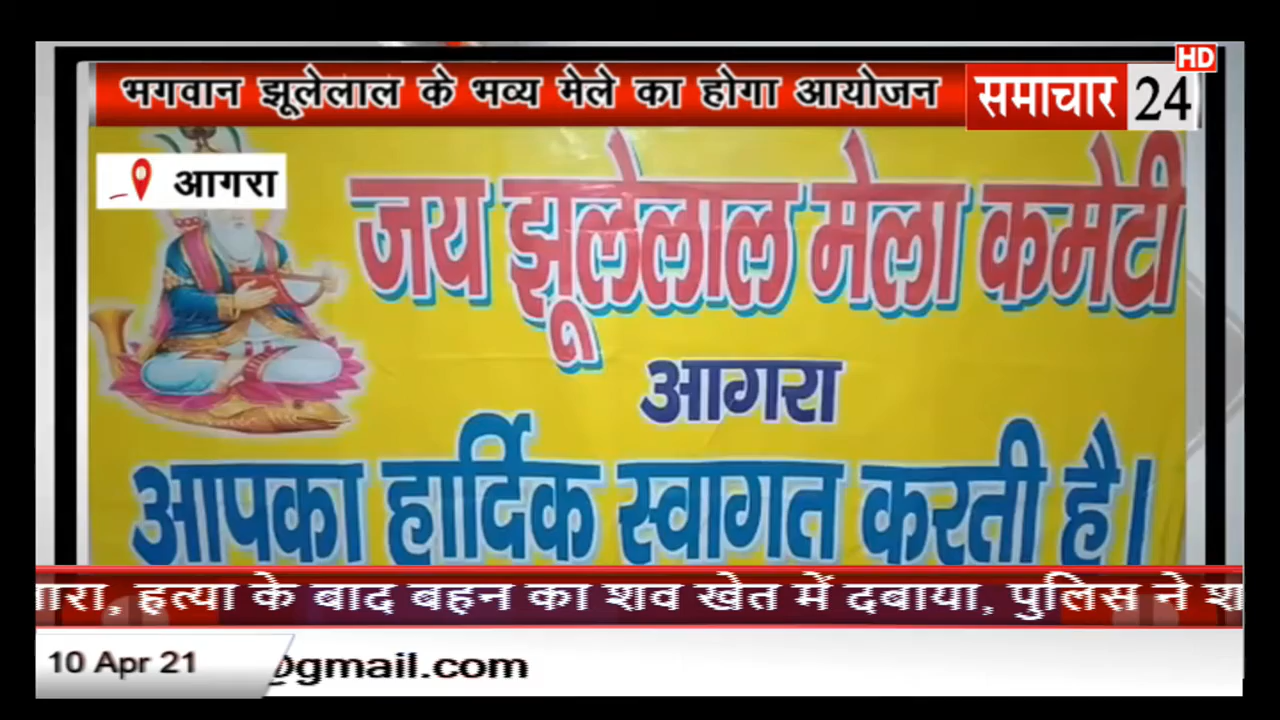 HD
भगवान झूलेलाल के भव्य मेले का होगा आयोजन
समाचार 24
आगरा
जय झूलेलाल मेला कमेटी
आगरा
आपका हार्दिक स्वागत करती है।
हत्या के बाद बहन का शव खेत में दबाया, पुलिस ने
10 Apr 21
@gmail.com